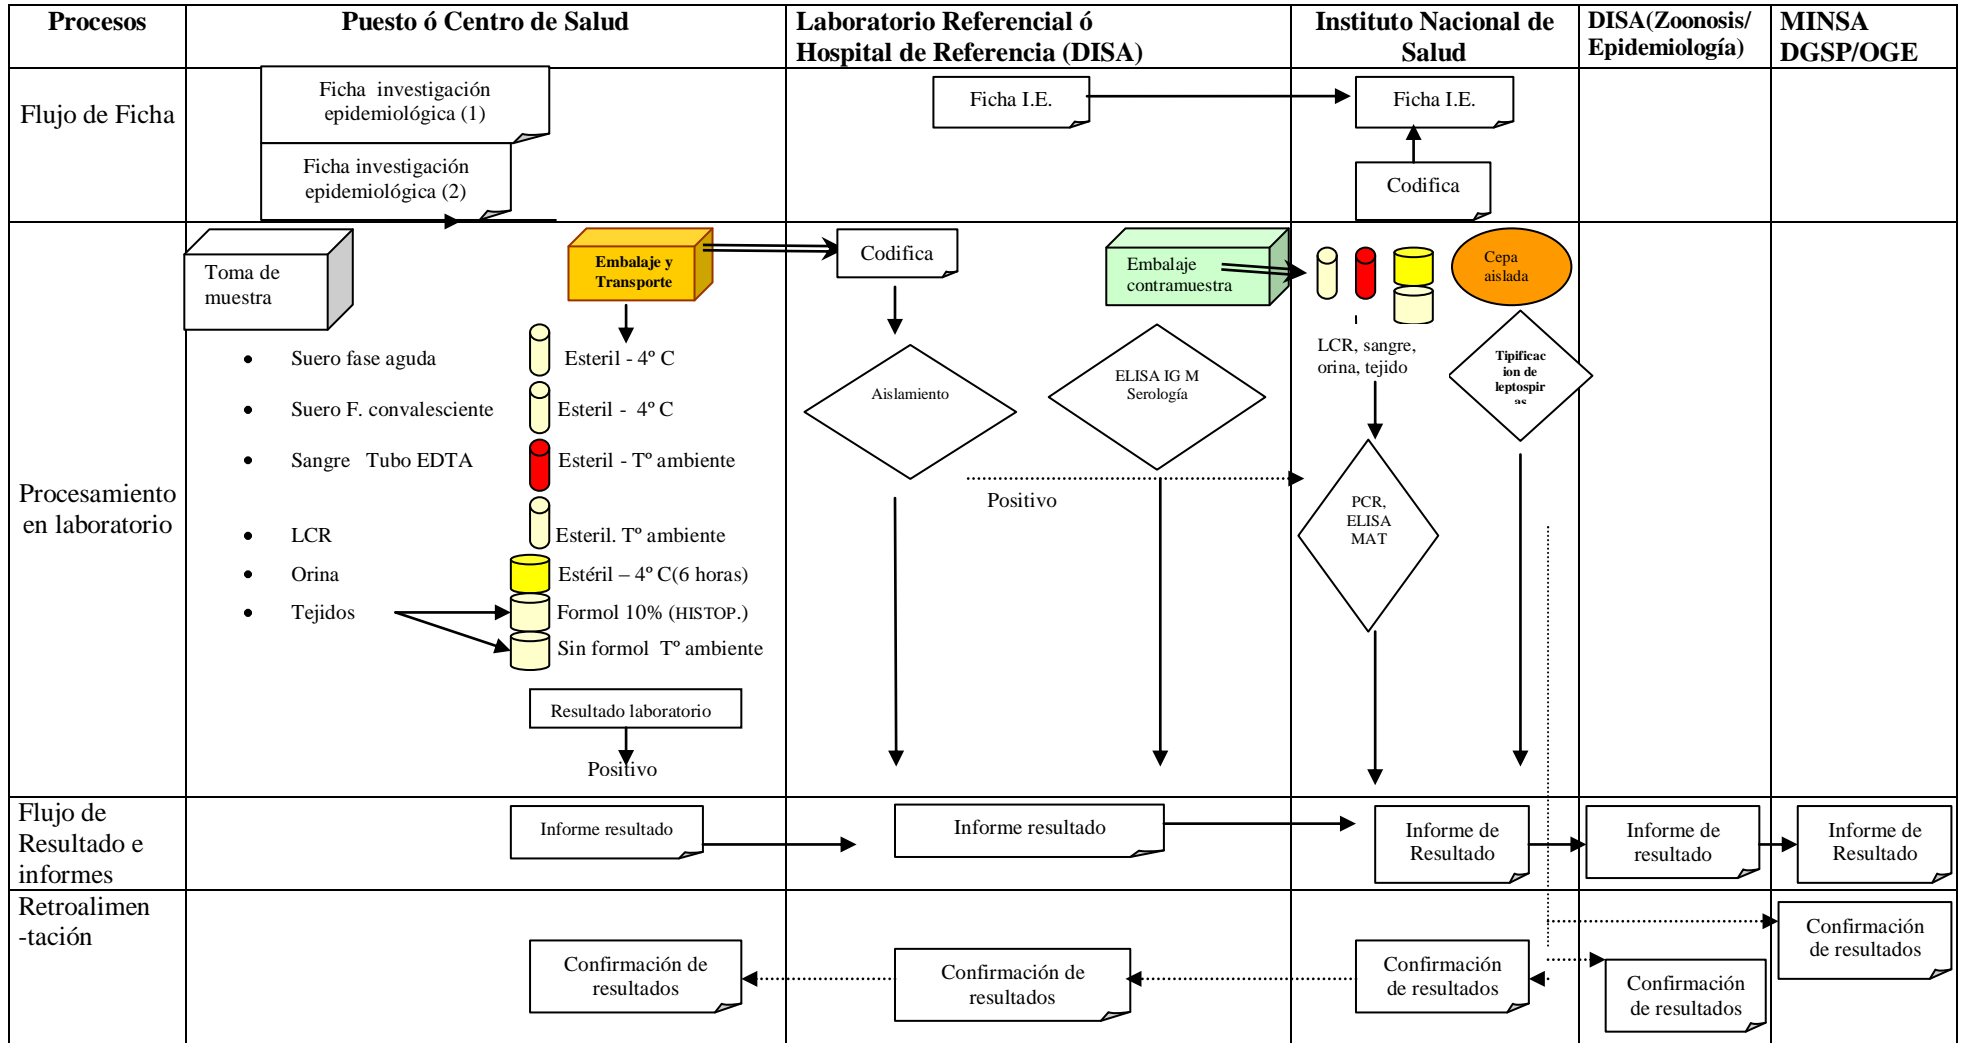 Procesos
Puesto ó Centro de Salud
Laboratorio Referencial ó
Hospital de Referencia (DISA)
Instituto Nacional de
Salud
DISA(Zoonosis/
Epidemiología)
MINSA
DGSP/OGE
Flujo de Ficha
Ficha investigación
epidemiológica (1)
Ficha investigación
epidemiológica (2)
Ficha I.E.
Ficha I.E.
Codifica
Procesamiento
en laboratorio
Toma de
muestra
Embalaje y
Transporte
• Suero fase aguda
Esteril - 4º C
• Suero F. convalesciente
Esteril - 4º C
• Sangre Tubo EDTA
Esteril - Tº ambiente
• LCR
Esteril. Tº ambiente
• Orina
Estéril – 4º C(6 horas)
• Tejidos
Formol 10% (HISTOP.)
Sin formol Tº ambiente
Resultado laboratorio
Positivo
Codifica
Aislamiento
Embalaje
contramuestra
ELISA IG M
Serología
Positivo
LCR, sangre,
orina, tejido
PCR,
ELISA
MAT
Cepa
aislada
Tipificac
ion de
leptospir
as
Flujo de
Resultado e
informes
Informe resultado
Informe resultado
Informe de
Resultado
Informe de
resultado
Informe de
Resultado
Retroalimen
-tación
Confirmación de
resultados
Confirmación de
resultados
Confirmación
de resultados
Confirmación
de resultados
Confirmación
de resultados